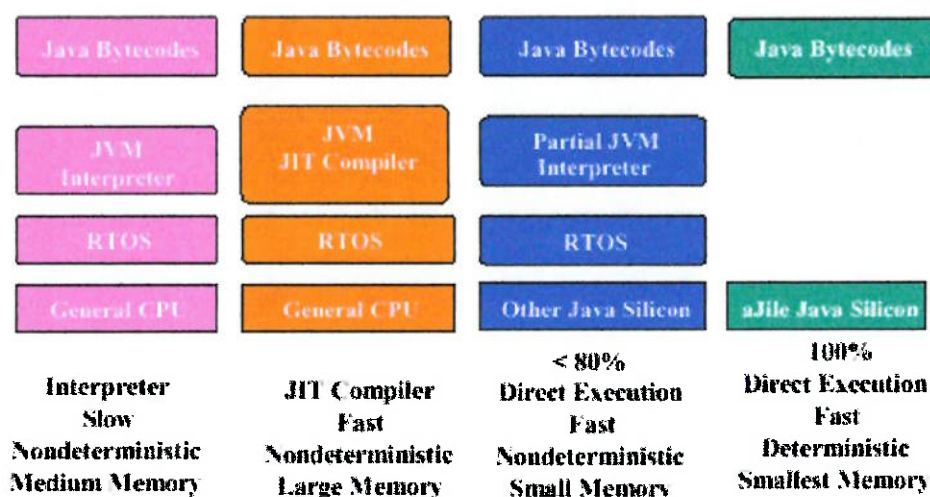 Java Bytecodes
Java Bytecodes
Java Bytecodes
Java Bytecodes
JVM
Interpreter
JVM
JIT Compiler
Partial JVM
Interpreter
RTOS
RTOS
RTOS
General CPU
General CPU
Other Java Silicon
aJile Java Silicon
Interpreter
Slow
Nondeterministic
Medium Memory
JIT Compiler
Fast
Nondeterministic
Large Memory
< 80%
Direct Execution
Fast
Nondeterministic
Small Memory
100%
Direct Execution
Fast
Deterministic
Smallest Memory